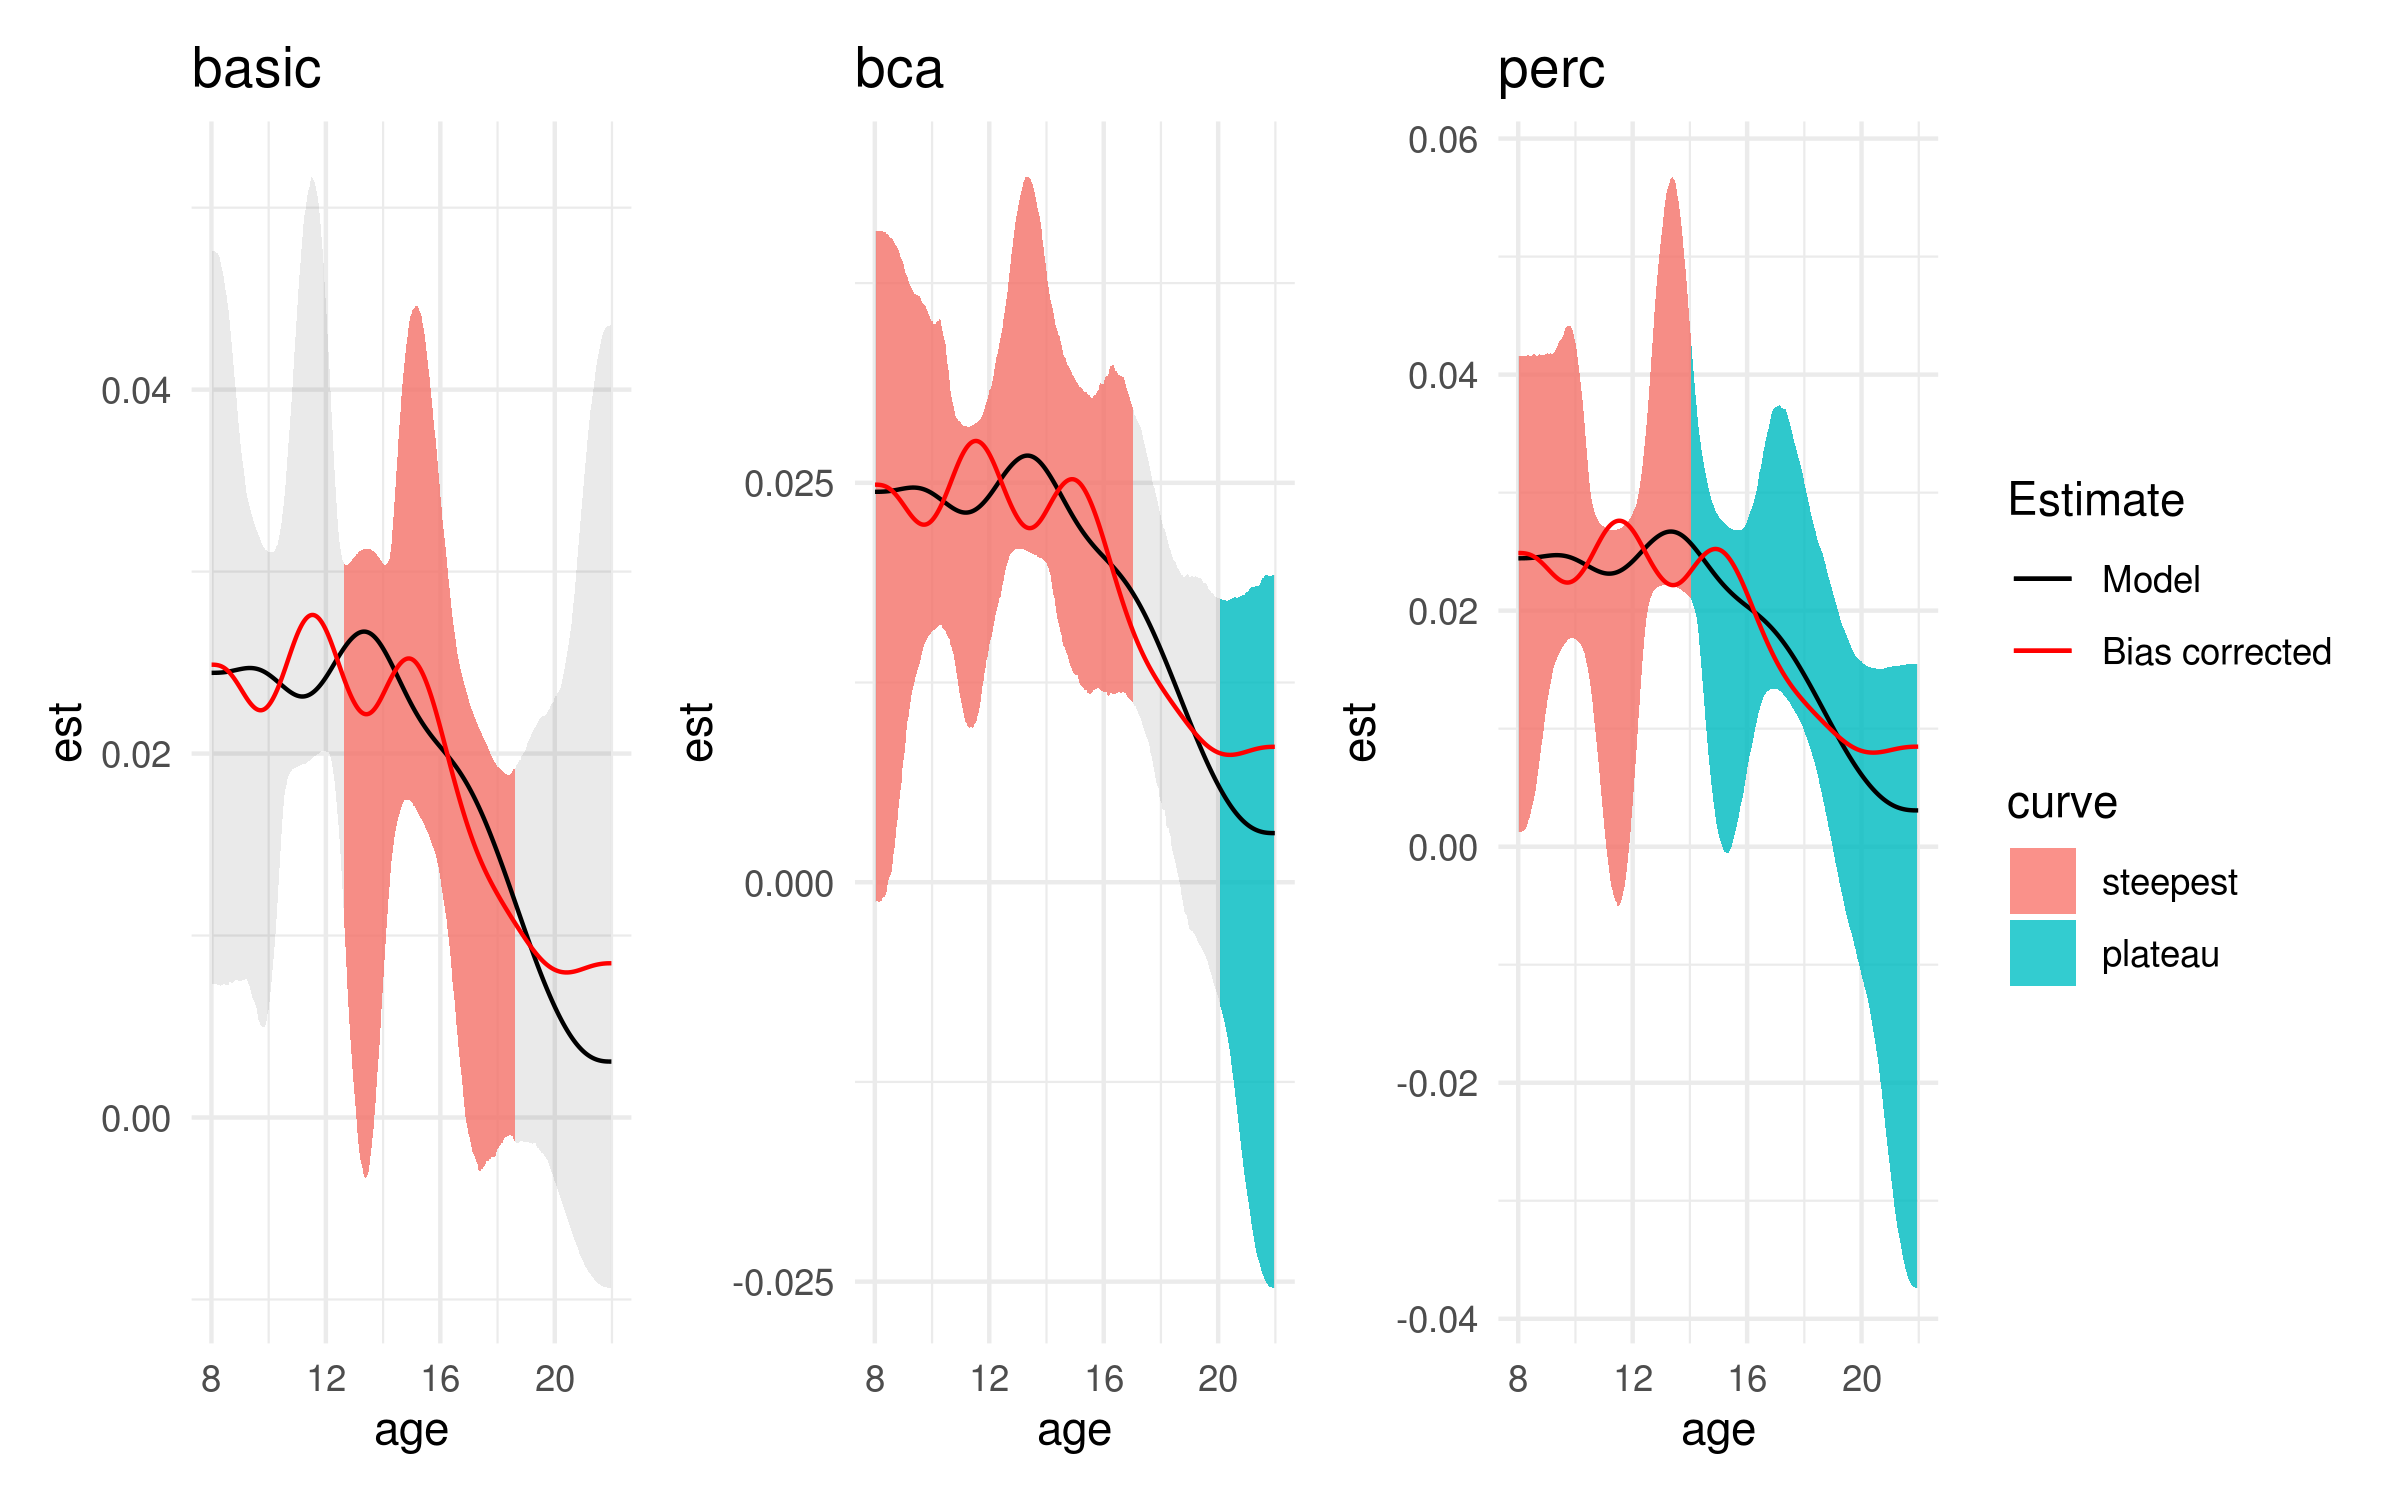 basic
0.04
0.02
0.00
est
8 12 16 20
age
bca
0.025
0.000
-0.025
est
8 12 16 20
age
perc
0.06
0.04
0.02
0.00
-0.02
-0.04
est
8 12 16 20
age
Estimate
Model
Bias corrected
curve
steepest
plateau